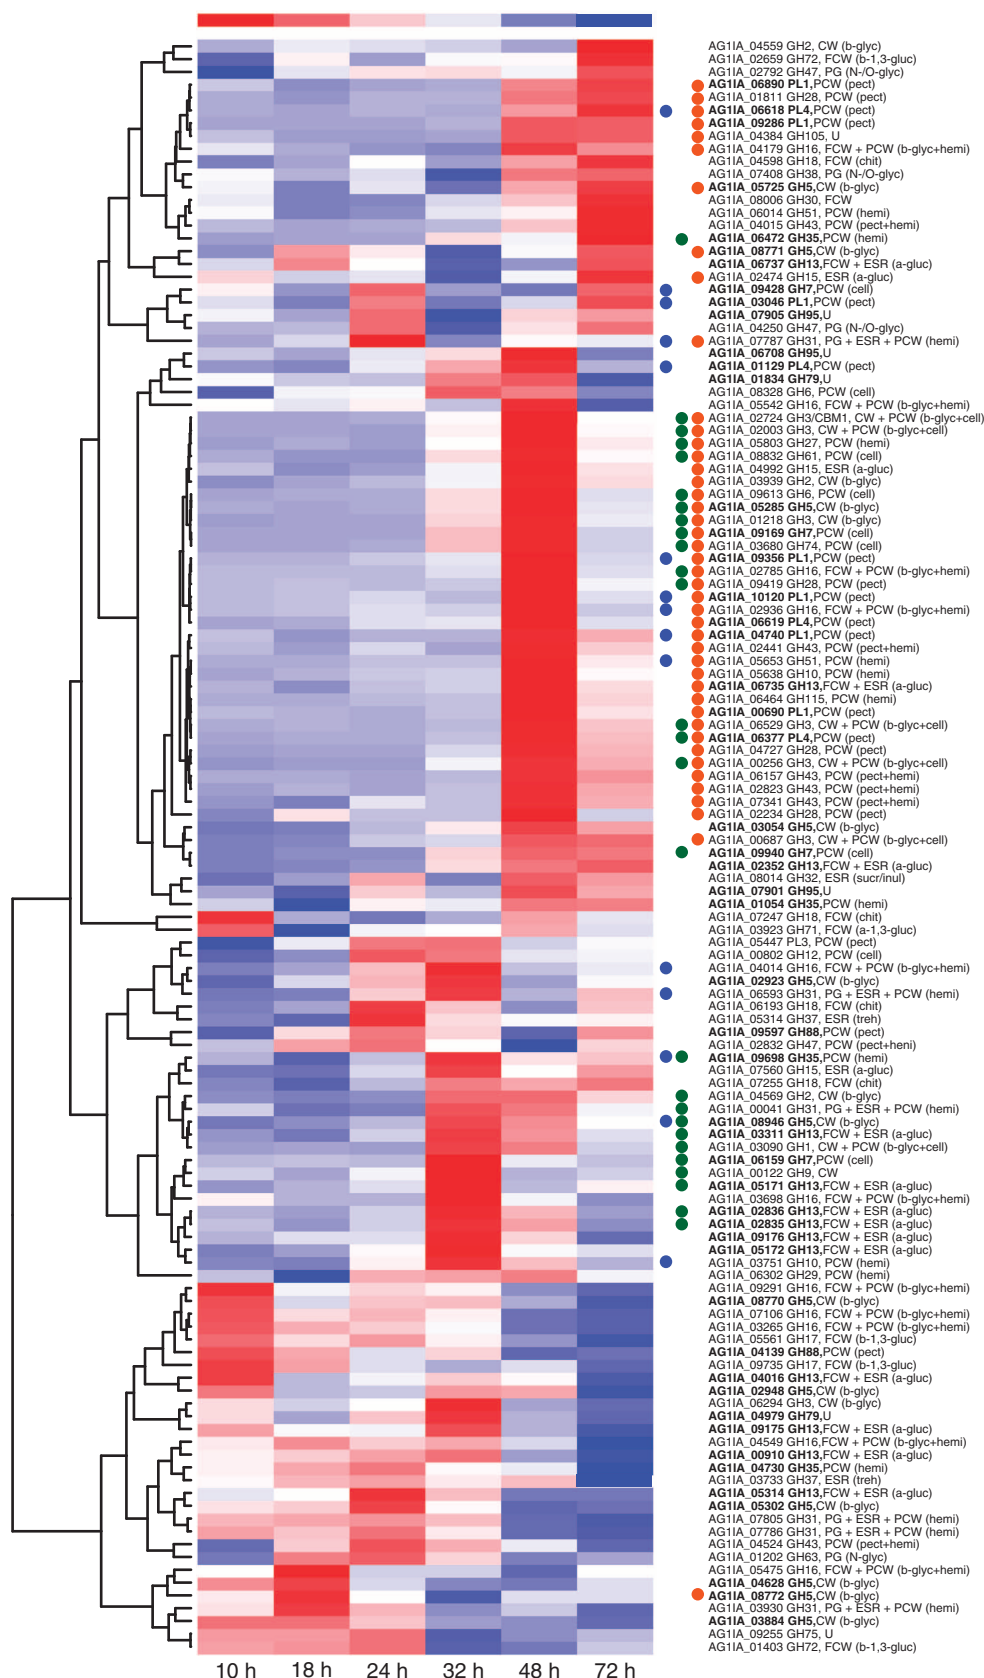 AG1IA_04559 GH2, CW (b-glyc)
AG1IA_02659 GH72, FCW (b-1,3-gluc)
AG1IA_02792 GH47, PG (N-/O-glyc)
AG1IA_06890 PL1,PCW (pect)
AG1IA_01811 GH28, PCW (pect)
AG1IA_06618 PL4,PCW (pect)
AG1IA_09286 PL1,PCW (pect)
AG1IA_04384 GH105, U
AG1IA_04179 GH16, FCW + PCW (b-glyc+hemi)
AG1IA_04598 GH18, FCW (chit)
AG1IA_07408 GH38, PG (N-/O-glyc)
AG1IA_05725 GH5,CW (b-glyc)
AG1IA_08006 GH30, FCW
AG1IA_06014 GH51, PCW (hemi)
AG1IA_04015 GH43, PCW (pect+hemi)
AG1IA_06472 GH35,PCW (hemi)
AG1IA_08771 GH5,CW (b-glyc)
AG1IA_06737 GH13,FCW + ESR (a-gluc)
AG1IA_02474 GH15, ESR (a-gluc)
AG1IA_09428 GH7,PCW (cell)
AG1IA_03046 PL1,PCW (pect)
AG1IA_07905 GH95,U
AG1IA_04250 GH47, PG (N-/O-glyc)
AG1IA_07787 GH31, PG + ESR + PCW (hemi)
AG1IA_06708 GH95,U
AG1IA_01129 PL4,PCW (pect)
AG1IA_01834 GH79,U
AG1IA_08328 GH6, PCW (cell)
AG1IA_05542 GH16, FCW + PCW (b-glyc+hemi)
AG1IA_02724 GH3/CBM1, CW + PCW (b-glyc+cell)
AG1IA_02003 GH3, CW + PCW (b-glyc+cell)
AG1IA_05803 GH27, PCW (hemi)
AG1IA_08832 GH61, PCW (cell)
AG1IA_04992 GH15, ESR (a-gluc)
AG1IA_03939 GH2, CW (b-glyc)
AG1IA_09613 GH6, PCW (cell)
AG1IA_05285 GH5,CW (b-glyc)
AG1IA_01218 GH3, CW (b-glyc)
AG1IA_09169 GH7,PCW (cell)
AG1IA_03680 GH74, PCW (cell)
AG1IA_09356 PL1,PCW (pect)
AG1IA_02785 GH16, FCW + PCW (b-glyc+hemi)
AG1IA_09419 GH28, PCW (pect)
AG1IA_10120 PL1,PCW (pect)
AG1IA_02936 GH16, FCW + PCW (b-glyc+hemi)
AG1IA_06619 PL4,PCW (pect)
AG1IA_04740 PL1,PCW (pect)
AG1IA_02441 GH43, PCW (pect+hemi)
AG1IA_05653 GH51, PCW (hemi)
AG1IA_05638 GH10, PCW (hemi)
AG1IA_06735 GH13,FCW + ESR (a-gluc)
AG1IA_06464 GH115, PCW (hemi)
AG1IA_00690 PL1,PCW (pect)
AG1IA_06529 GH3, CW + PCW (b-glyc+cell)
AG1IA_06377 PL4,PCW (pect)
AG1IA_04727 GH28, PCW (pect)
AG1IA_00256 GH3, CW + PCW (b-glyc+cell)
AG1IA_06157 GH43, PCW (pect+hemi)
AG1IA_02823 GH43, PCW (pect+hemi)
AG1IA_07341 GH43, PCW (pect+hemi)
AG1IA_02234 GH28, PCW (pect)
AG1IA_03054 GH5,CW (b-glyc)
AG1IA_00687 GH3, CW + PCW (b-glyc+cell)
AG1IA_09940 GH7,PCW (cell)
AG1IA_02352 GH13,FCW + ESR (a-gluc)
AG1IA_08014 GH32, ESR (sucr/inul)
AG1IA_07901 GH95,U
AG1IA_01054 GH35,PCW (hemi)
AG1IA_07247 GH18, FCW (chit)
AG1IA_03923 GH71, FCW (a-1,3-gluc)
AG1IA_05447 PL3, PCW (pect)
AG1IA_00802 GH12, PCW (cell)
AG1IA_04014 GH16, FCW + PCW (b-glyc+hemi)
AG1IA_02923 GH5,CW (b-glyc)
AG1IA_06593 GH31, PG + ESR + PCW (hemi)
AG1IA_06193 GH18, FCW (chit)
AG1IA_05314 GH37, ESR (treh)
AG1IA_09597 GH88,PCW (pect)
AG1IA_02832 GH47, PCW (pect+heni)
AG1IA_09698 GH35,PCW (hemi)
AG1IA_07560 GH15, ESR (a-gluc)
AG1IA_07255 GH18, FCW (chit)
AG1IA_04569 GH2, CW (b-glyc)
AG1IA_00041 GH31, PG + ESR + PCW (hemi)
AG1IA_08946 GH5,CW (b-glyc)
AG1IA_03311 GH13,FCW + ESR (a-gluc)
AG1IA_03090 GH1, CW + PCW (b-glyc+cell)
AG1IA_06159 GH7,PCW (cell)
AG1IA_00122 GH9, CW
AG1IA_05171 GH13,FCW + ESR (a-gluc)
AG1IA_03698 GH16, FCW + PCW (b-glyc+hemi)
AG1IA_02836 GH13,FCW + ESR (a-gluc)
AG1IA_02835 GH13,FCW + ESR (a-gluc)
AG1IA_09176 GH13,FCW + ESR (a-gluc)
AG1IA_05172 GH13,FCW + ESR (a-gluc)
AG1IA_03751 GH10, PCW (hemi)
AG1IA_06302 GH29, PCW (hemi)
AG1IA_09291 GH16, FCW + PCW (b-glyc+hemi)
AG1IA_08770 GH5,CW (b-glyc)
AG1IA_07106 GH16, FCW + PCW (b-glyc+hemi)
AG1IA_03265 GH16, FCW + PCW (b-glyc+hemi)
AG1IA_05561 GH17, FCW (b-1,3-gluc)
AG1IA_04139 GH88,PCW (pect)
AG1IA_09735 GH17, FCW (b-1,3-gluc)
AG1IA_04016 GH13,FCW + ESR (a-gluc)
AG1IA_02948 GH5,CW (b-glyc)
AG1IA_06294 GH3, CW (b-glyc)
AG1IA_04979 GH79,U
AG1IA_09175 GH13,FCW + ESR (a-gluc)
AG1IA_04549 GH16,FCW + PCW (b-glyc+hemi)
AG1IA_00910 GH13,FCW + ESR (a-gluc)
AG1IA_04730 GH35,PCW (hemi)
AG1IA_03733 GH37, ESR (treh)
AG1IA_05314 GH13,FCW + ESR (a-gluc)
AG1IA_05302 GH5,CW (b-glyc)
AG1IA_07805 GH31, PG + ESR + PCW (hemi)
AG1IA_07786 GH31, PG + ESR + PCW (hemi)
AG1IA_04524 GH43, PCW (pect+hemi)
AG1IA_01202 GH63, PG (N-glyc)
AG1IA_05475 GH16, FCW + PCW (b-glyc+hemi)
AG1IA_04628 GH5,CW (b-glyc)
AG1IA_08772 GH5,CW (b-glyc)
AG1IA_03930 GH31, PG + ESR + PCW (hemi)
AG1IA_03884 GH5,CW (b-glyc)
AG1IA_09255 GH75, U
AG1IA_01403 GH72, FCW (b-1,3-gluc)
10 h 18 h 24 h 32 h 48 h 72 h